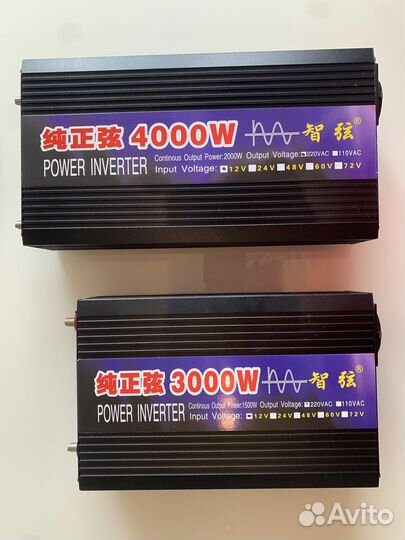 纯正弦 4000W 智弦®
POWER INVERTER Continous Output Power:2000W Output Voltage: 220VAC 110VAC
Input Voltage: 12V 24V 48V 60V 72V
纯正弦 3000W 智弦®
POWER INVERTER Continous Output Power:1500W Output Voltage: 220VAC 110VAC
Input Voltage: 12V 24V 48V 60V 72V
Avito